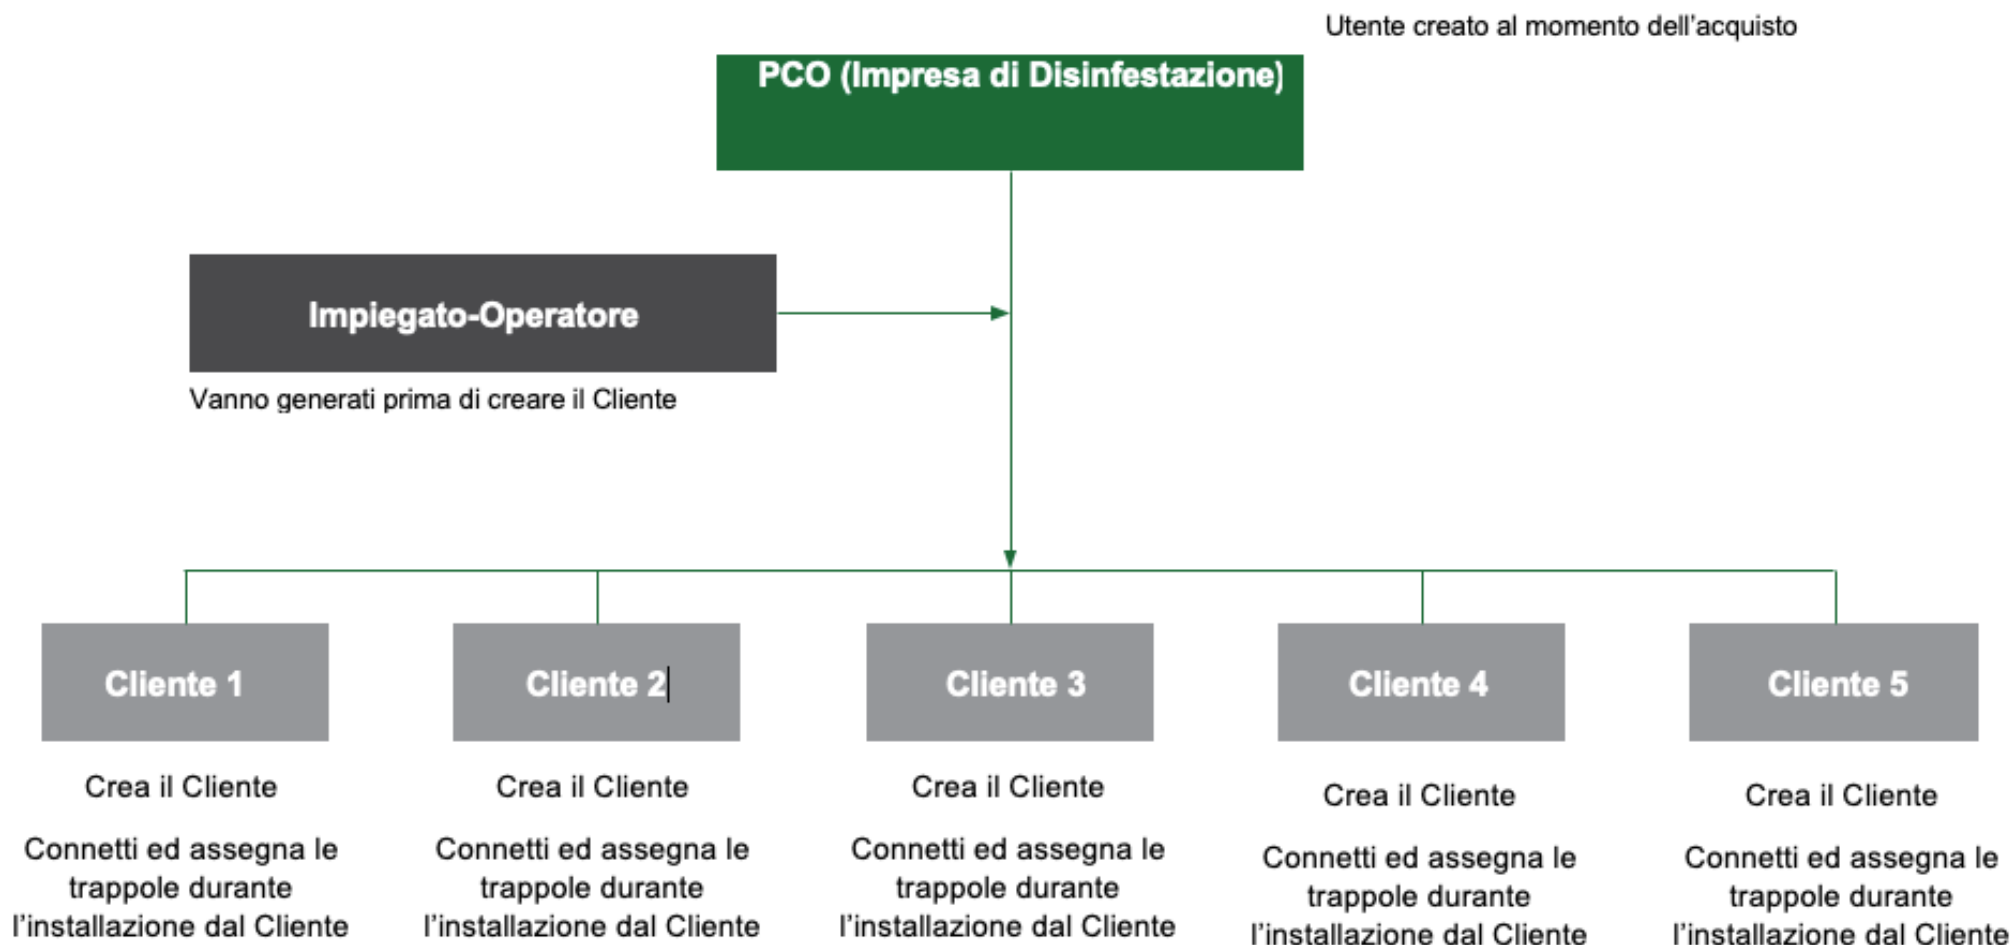 Utente creato al momento dell’acquisto
PCO (Impresa di Disinfestazione)
Impiegato-Operatore
Vanno generati prima di creare il Cliente
Cliente 1
Cliente 2
Cliente 3
Cliente 4
Cliente 5
Crea il Cliente
Connetti ed assegna le
trappole durante
l’installazione dal Cliente
Crea il Cliente
Connetti ed assegna le
trappole durante
l’installazione dal Cliente
Crea il Cliente
Connetti ed assegna le
trappole durante
l’installazione dal Cliente
Crea il Cliente
Connetti ed assegna le
trappole durante
l’installazione dal Cliente
Crea il Cliente
Connetti ed assegna le
trappole durante
l’installazione dal Cliente